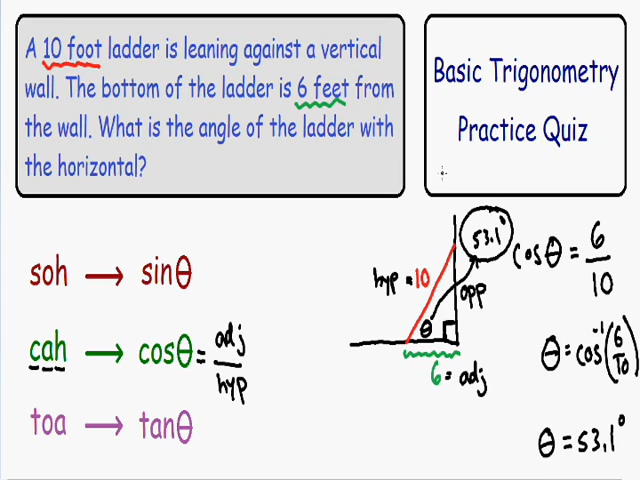 A 10 foot ladder is leaning against a vertical
wall. The bottom of the ladder is 6 feet from
the wall. What is the angle of the ladder with
the horizontal?
Basic Trigonometry
Practice Quiz
soh → sinθ
cah → cosθ = adj/hyp
toa → tanθ
hyp = 10
53.1°
opp
θ
6 = adj
cosθ = 6/10
θ = cos⁻¹(6/10)
θ = 53.1°